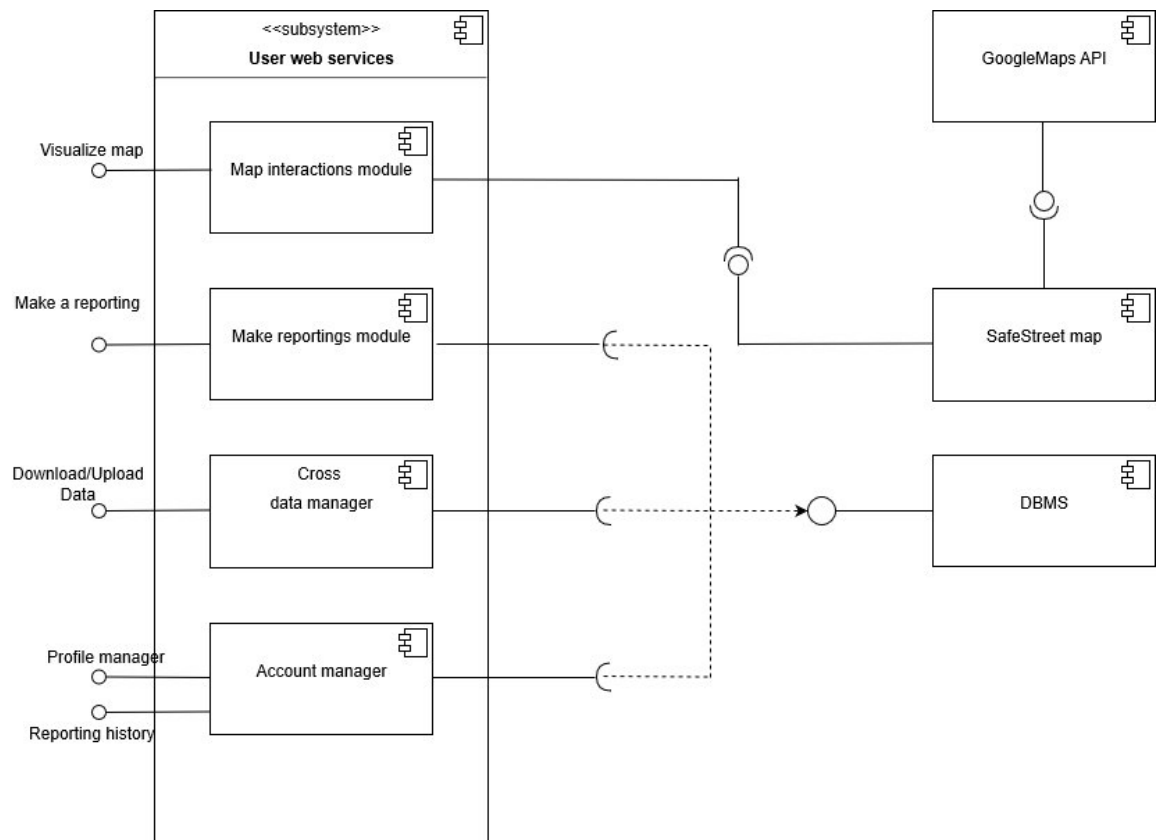 <<subsystem>>
User web services
GoogleMaps API
Visualize map
Map interactions module
Make a reporting
Make reportings module
SafeStreet map
Download/Upload
Data
Cross
data manager
DBMS
Profile manager
Account manager
Reporting history